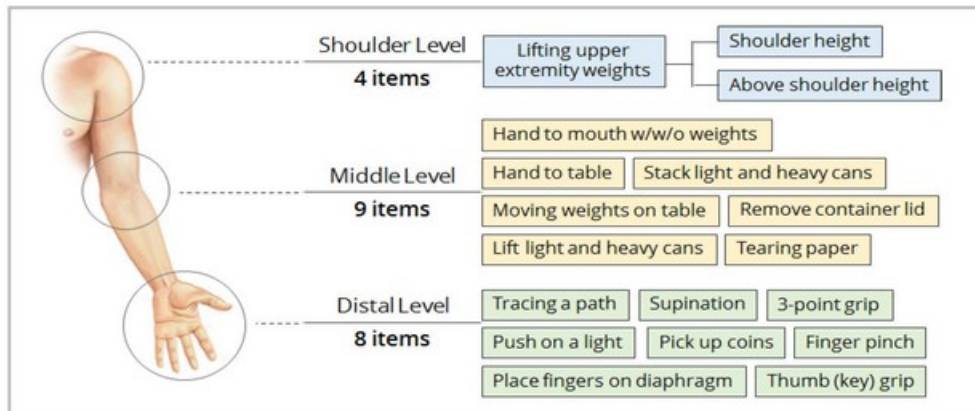 Shoulder Level
4 items
Lifting upper
extremity weights
Shoulder height
Above shoulder height
Middle Level
9 items
Hand to mouth w/w/o weights
Hand to table
Stack light and heavy cans
Moving weights on table
Remove container lid
Lift light and heavy cans
Tearing paper
Distal Level
8 items
Tracing a path
Supination
3-point grip
Push on a light
Pick up coins
Finger pinch
Place fingers on diaphragm
Thumb (key) grip